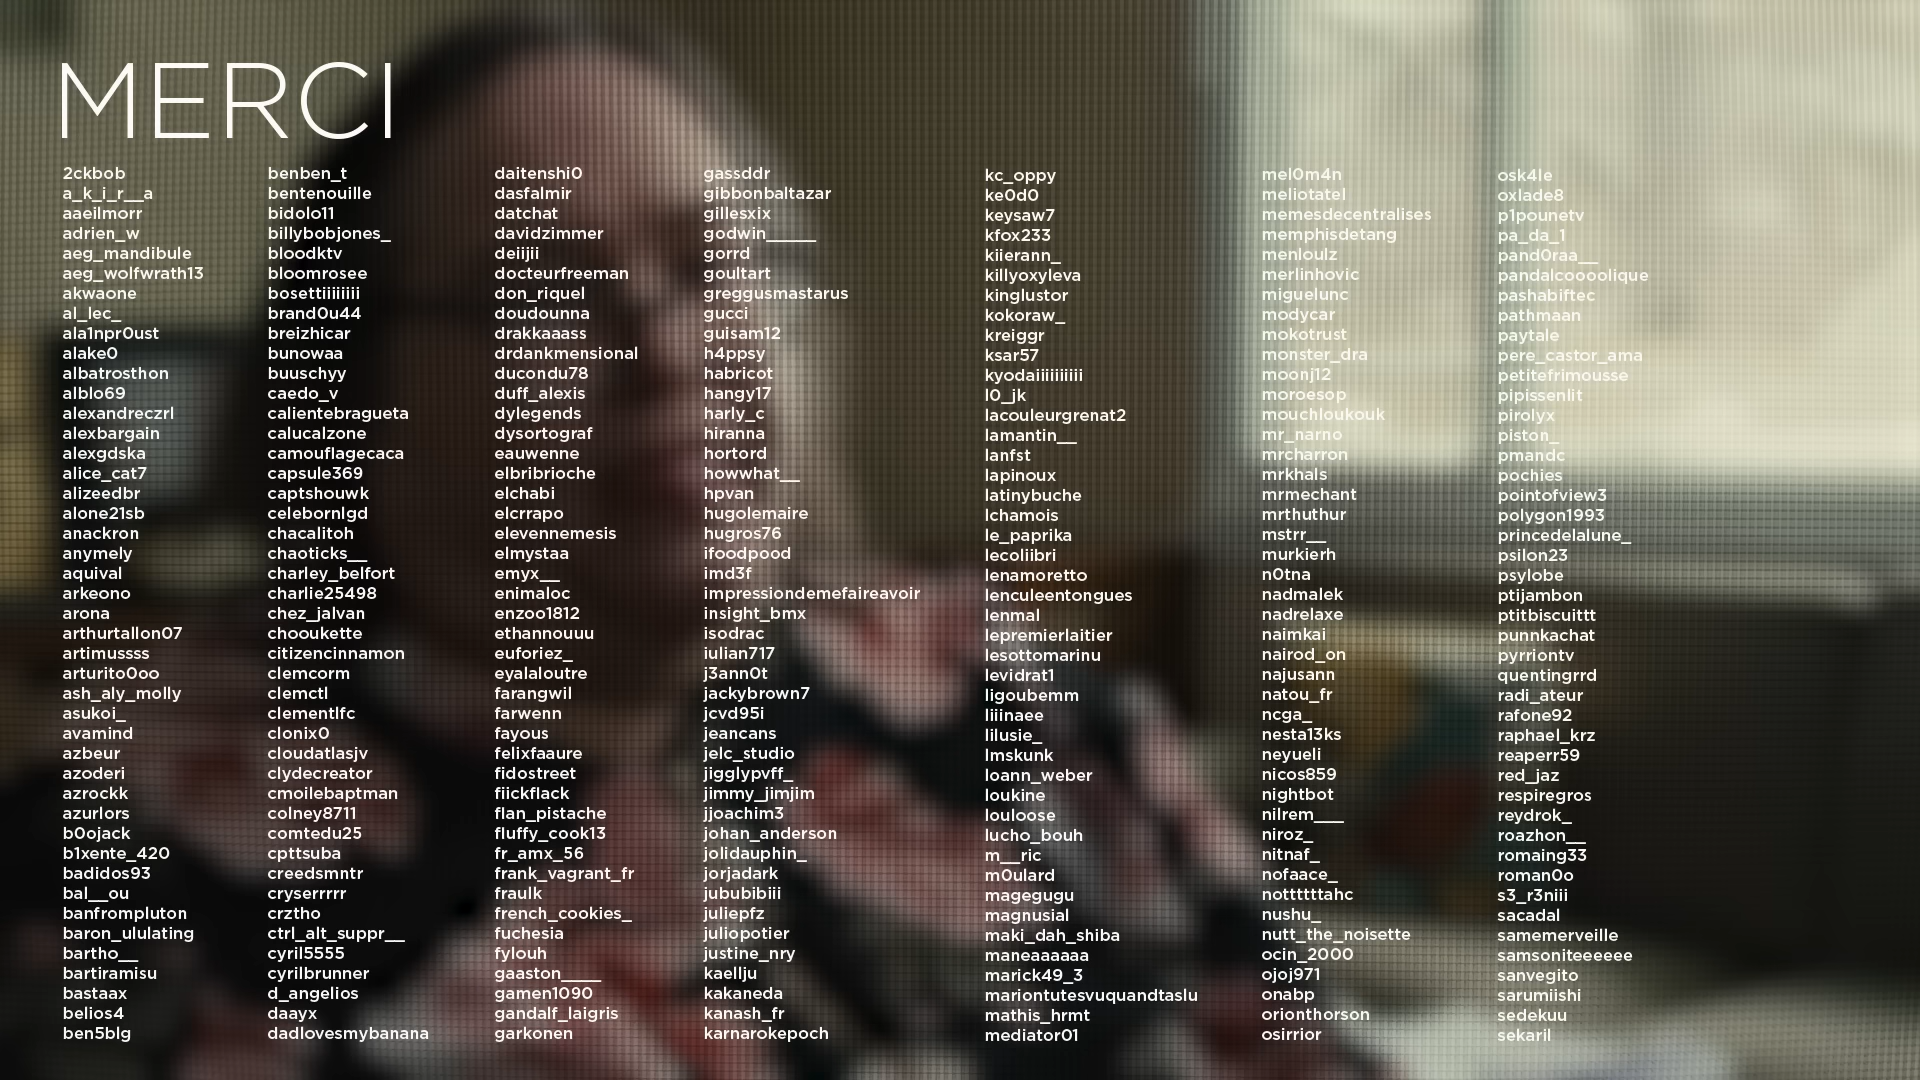 MERCI
2ckbob
a_k_i_r__a
aaeilmorr
adrien_w
aeg_mandibule
aeg_wolfwrath13
akwaone
al_lec_
ala1npr0ust
alake0
albatrosthon
alblo69
alexandreczrl
alexbargain
alexgdska
alice_cat7
alizeedbr
alone21sb
anackron
anymely
aquival
arkeono
arona
arthurtallon07
artimussss
arturito0oo
ash_aly_molly
asukoi_
avamind
azbeur
azoderi
azrockk
azurlors
b0ojack
b1xente_420
badidos93
bal__ou
banfrompluton
baron_ululating
bartho__
bartiramisu
bastaax
belios4
ben5blg
benben_t
bentenouille
bidolo11
billybobjones_
bloodktv
bloomrosee
bosettiiiiiiii
brand0u44
breizhicar
bunowaa
buuschyy
caedo_v
calientebragueta
calucalzone
camouflagecaca
capsule369
captshouwk
celebornlgd
chacalitoh
chaoticks__
charley_belfort
charlie25498
chez_jalvan
chooukette
citizencinnamon
clemcorm
clemctl
clementlfc
clonix0
cloudatlasjv
clydecreator
cmoilebaptman
colney8711
comtedu25
cpttsuba
creedsmntr
cryserrrrr
crztho
ctrl_alt_suppr__
cyril5555
cyrilbrunner
d_angelios
daayx
dadlovesmybanana
daitenshi0
dasfalmir
datchat
davidzimmer
deiijii
docteurfreeman
don_riquel
doudounna
drakkaaass
drdankmensional
ducondu78
duff_alexis
dylegends
dysortograf
eauwenne
elbribrioche
elchabi
elcrrapo
elevennemesis
elmystaa
emyx__
enimaloc
enzoo1812
ethannouuu
euforiez_
eyalaloutre
farangwil
farwenn
fayous
felixfaaure
fidostreet
fiickflack
flan_pistache
fluffy_cook13
fr_amx_56
frank_vagrant_fr
fraulk
french_cookies_
fuchesia
fylouh
gaaston____
gamen1090
gandalf_laigris
garkonen
gassddr
gibbonbaltazar
gillesxix
godwin_____
gorrd
goultart
greggusmastarus
gucci
guisam12
h4ppsy
habricot
hangy17
harly_c
hiranna
hortord
howwhat__
hpvan
hugolemaire
hugros76
ifoodpood
imd3f
impressiondemefaireavoir
insight_bmx
isodrac
iulian717
j3ann0t
jackybrown7
jcvd95i
jeancans
jelc_studio
jigglypvff_
jimmy_jimjim
jjoachim3
johan_anderson
jolidauphin_
jorjadark
jububibiii
juliepfz
juliopotier
justine_nry
kaellju
kakaneda
kanash_fr
karnarokepoch
kc_oppy
ke0d0
keysaw7
kfox233
kiierann_
killyoxyleva
kinglustor
kokoraw_
kreiggr
ksar57
kyodaiiiiiiiiii
l0_jk
lacouleurgrenat2
lamantin__
lanfst
lapinoux
latinybuche
lchamois
le_paprika
lecoliibri
lenamoretto
lenculeentongues
lenmal
lepremierlaitier
lesottomarinu
levidrat1
ligoubemm
liiinaee
lilusie_
lmskunk
loann_weber
loukine
louloose
lucho_bouh
m__ric
m0ulard
magegugu
magnusial
maki_dah_shiba
maneaaaaaa
marick49_3
mariontutesvuquandtaslu
mathis_hrmt
mediator01
mel0m4n
meliotatel
memesdecentralises
memphisdetang
menloulz
merlinhovic
miguelunc
modycar
mokotrust
monster_dra
moonj12
moroesop
mouchloukouk
mr_narno
mrcharron
mrkhals
mrmechant
mrthuthur
mstrr__
murkierh
n0tna
nadmalek
nadrelaxe
naimkai
nairod_on
najusann
natou_fr
ncga_
nesta13ks
neyueli
nicos859
nightbot
nilrem___
niroz_
nitnaf_
nofaace_
nottttttahc
nushu_
nutt_the_noisette
ocin_2000
ojoj971
onabp
orionthorson
osirrior
osk4le
oxlade8
p1pounetv
pa_da_1
pand0raa__
pandalcoooolique
pashabiftec
pathmaan
paytale
pere_castor_ama
petitefrimousse
pipissenlit
pirolyx
piston_
pmandc
pochies
pointofview3
polygon1993
princedelalune_
psilon23
psylobe
ptijambon
ptitbiscuittt
punnkachat
pyrriontv
quentingrrd
radi_ateur
rafone92
raphael_krz
reaperr59
red_jaz
respiregros
reydrok_
roazhon__
romaing33
roman0o
s3_r3niii
sacadal
samemerveille
samsoniteeeeee
sanvegito
sarumiishi
sedekuu
sekaril